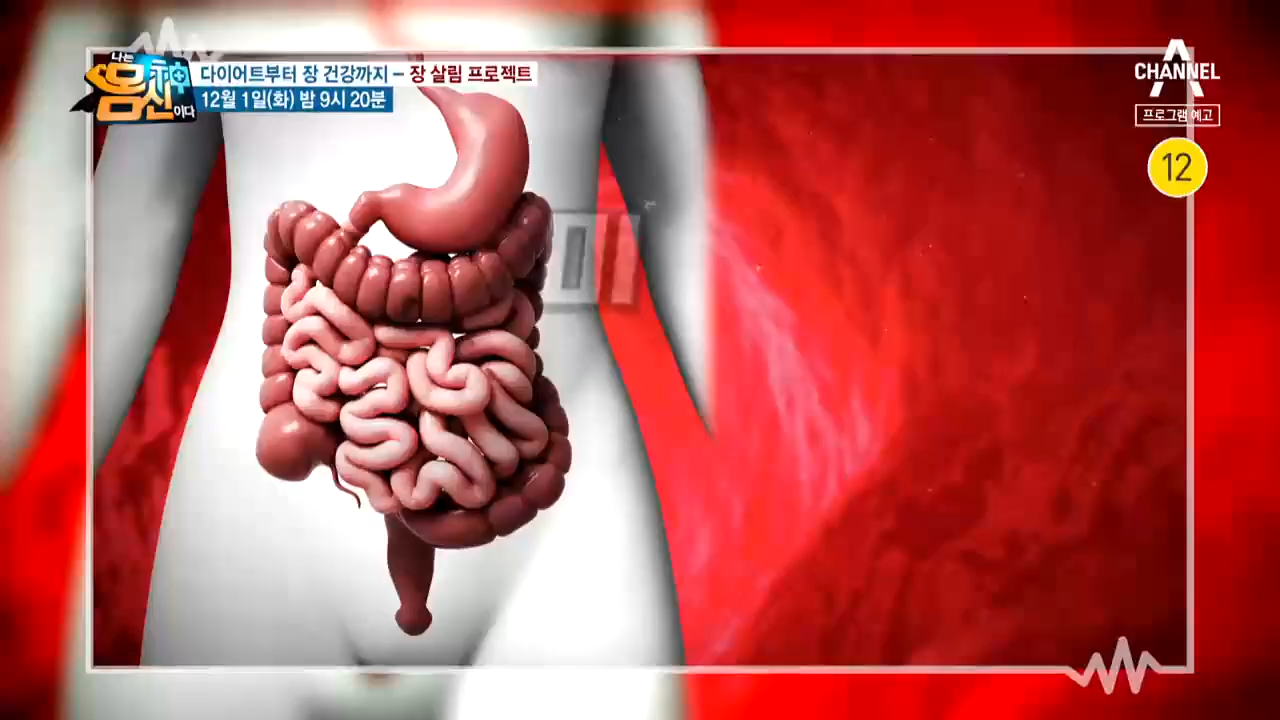 나는
몸神
신이다
다이어트부터 장 건강까지 – 장 살림 프로젝트
12월 1일(화) 밤 9시 20분
CHANNEL A
프로그램 예고
12